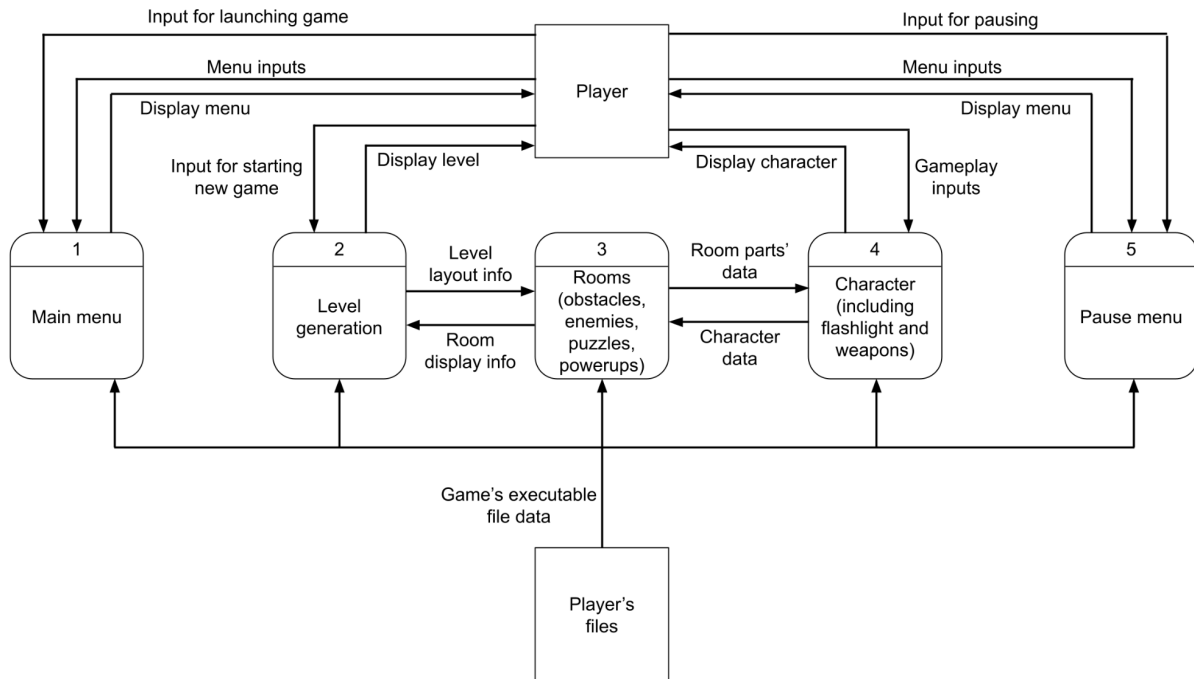 Input for launching game
Input for pausing
Menu inputs
Player
Menu inputs
Display menu
Display menu
Input for starting
new game
Display level
Display character
Gameplay
inputs
1
Main menu
2
Level
generation
Level
layout info
Room
display info
3
Rooms
(obstacles,
enemies,
puzzles,
powerups)
Room parts’
data
Character
data
4
Character
(including
flashlight and
weapons)
5
Pause menu
Game’s executable
file data
Player’s
files